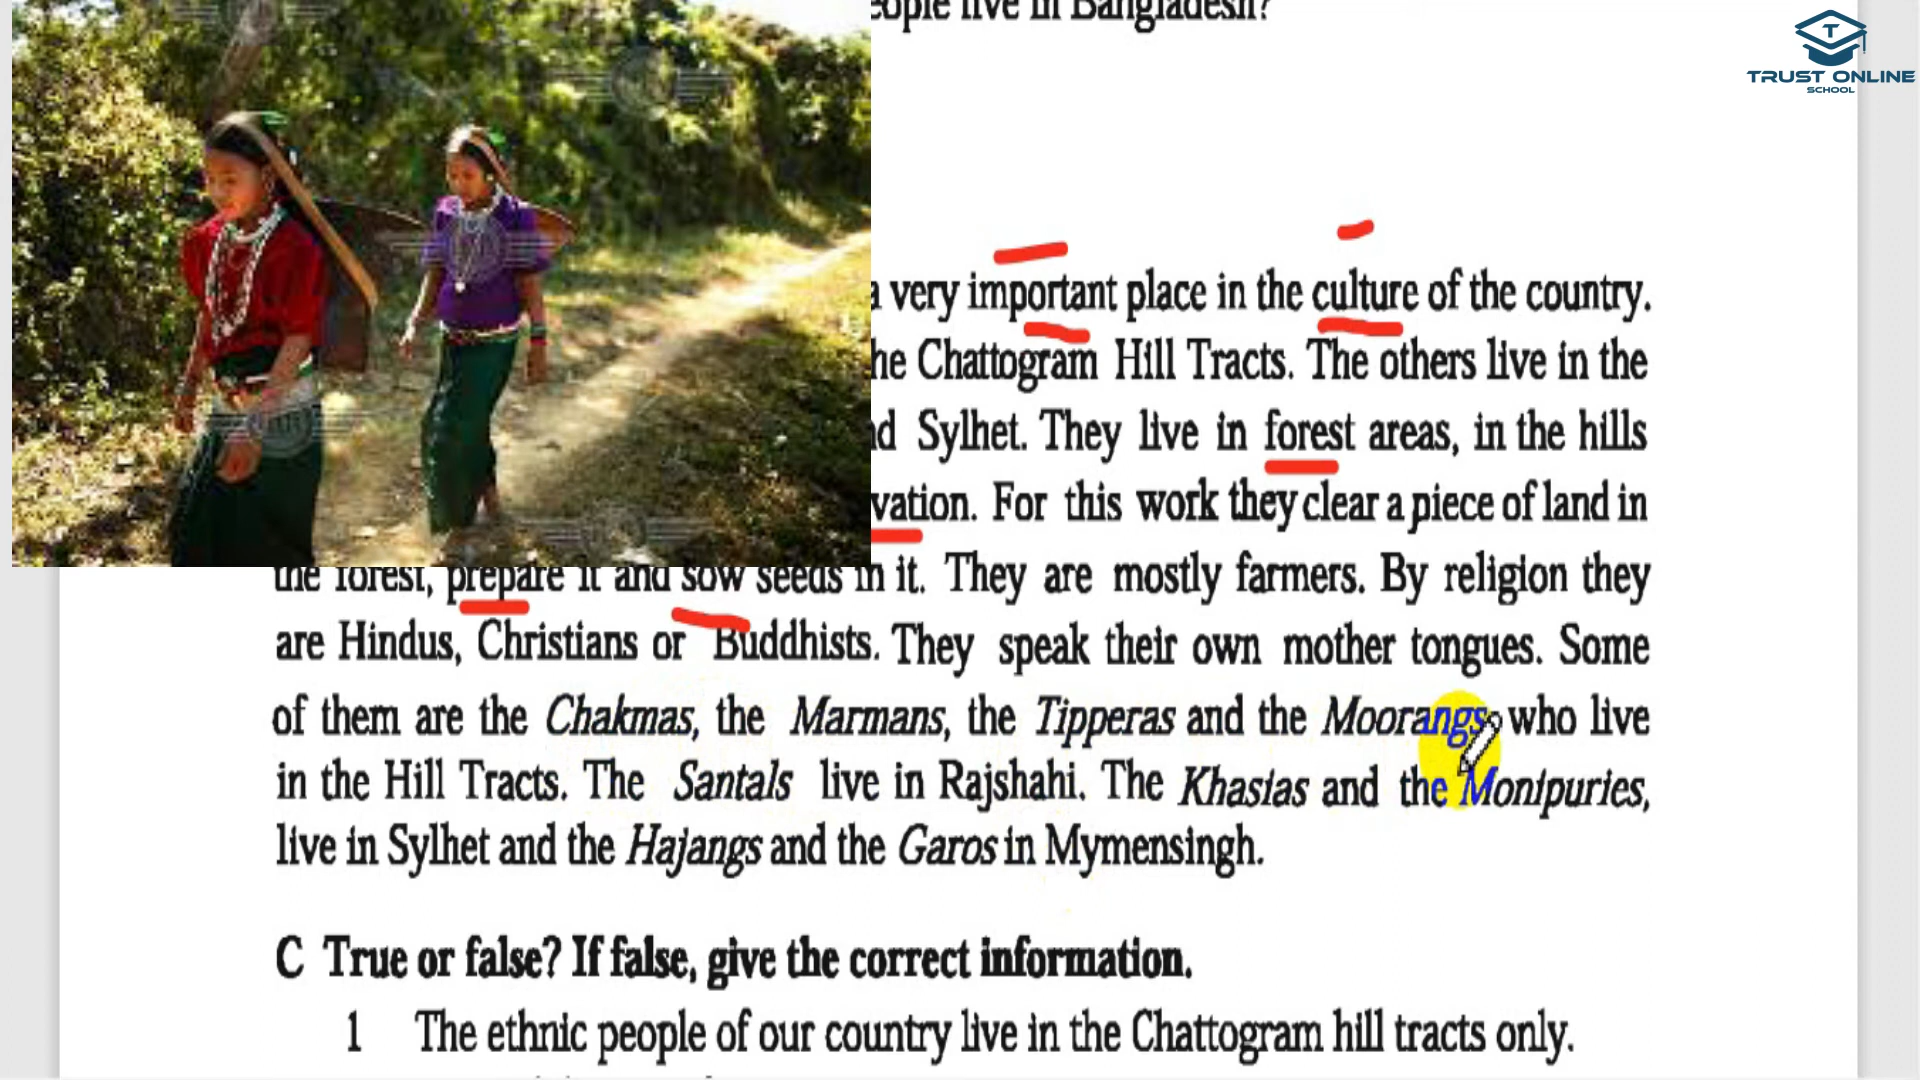 people live in Bangladesh?
T
TRUST ONLINE
SCHOOL
a very important place in the culture of the country.
he Chattogram Hill Tracts. The others live in the
d Sylhet. They live in forest areas, in the hills
vation. For this work they clear a piece of land in
the forest, prepare it and sow seeds in it. They are mostly farmers. By religion they
are Hindus, Christians or Buddhists. They speak their own mother tongues. Some
of them are the Chakmas, the Marmans, the Tipperas and the Moorangs who live
in the Hill Tracts. The Santals live in Rajshahi. The Khasias and the Monipuries,
live in Sylhet and the Hajangs and the Garos in Mymensingh.
C True or false? If false, give the correct information.
1 The ethnic people of our country live in the Chattogram hill tracts only.